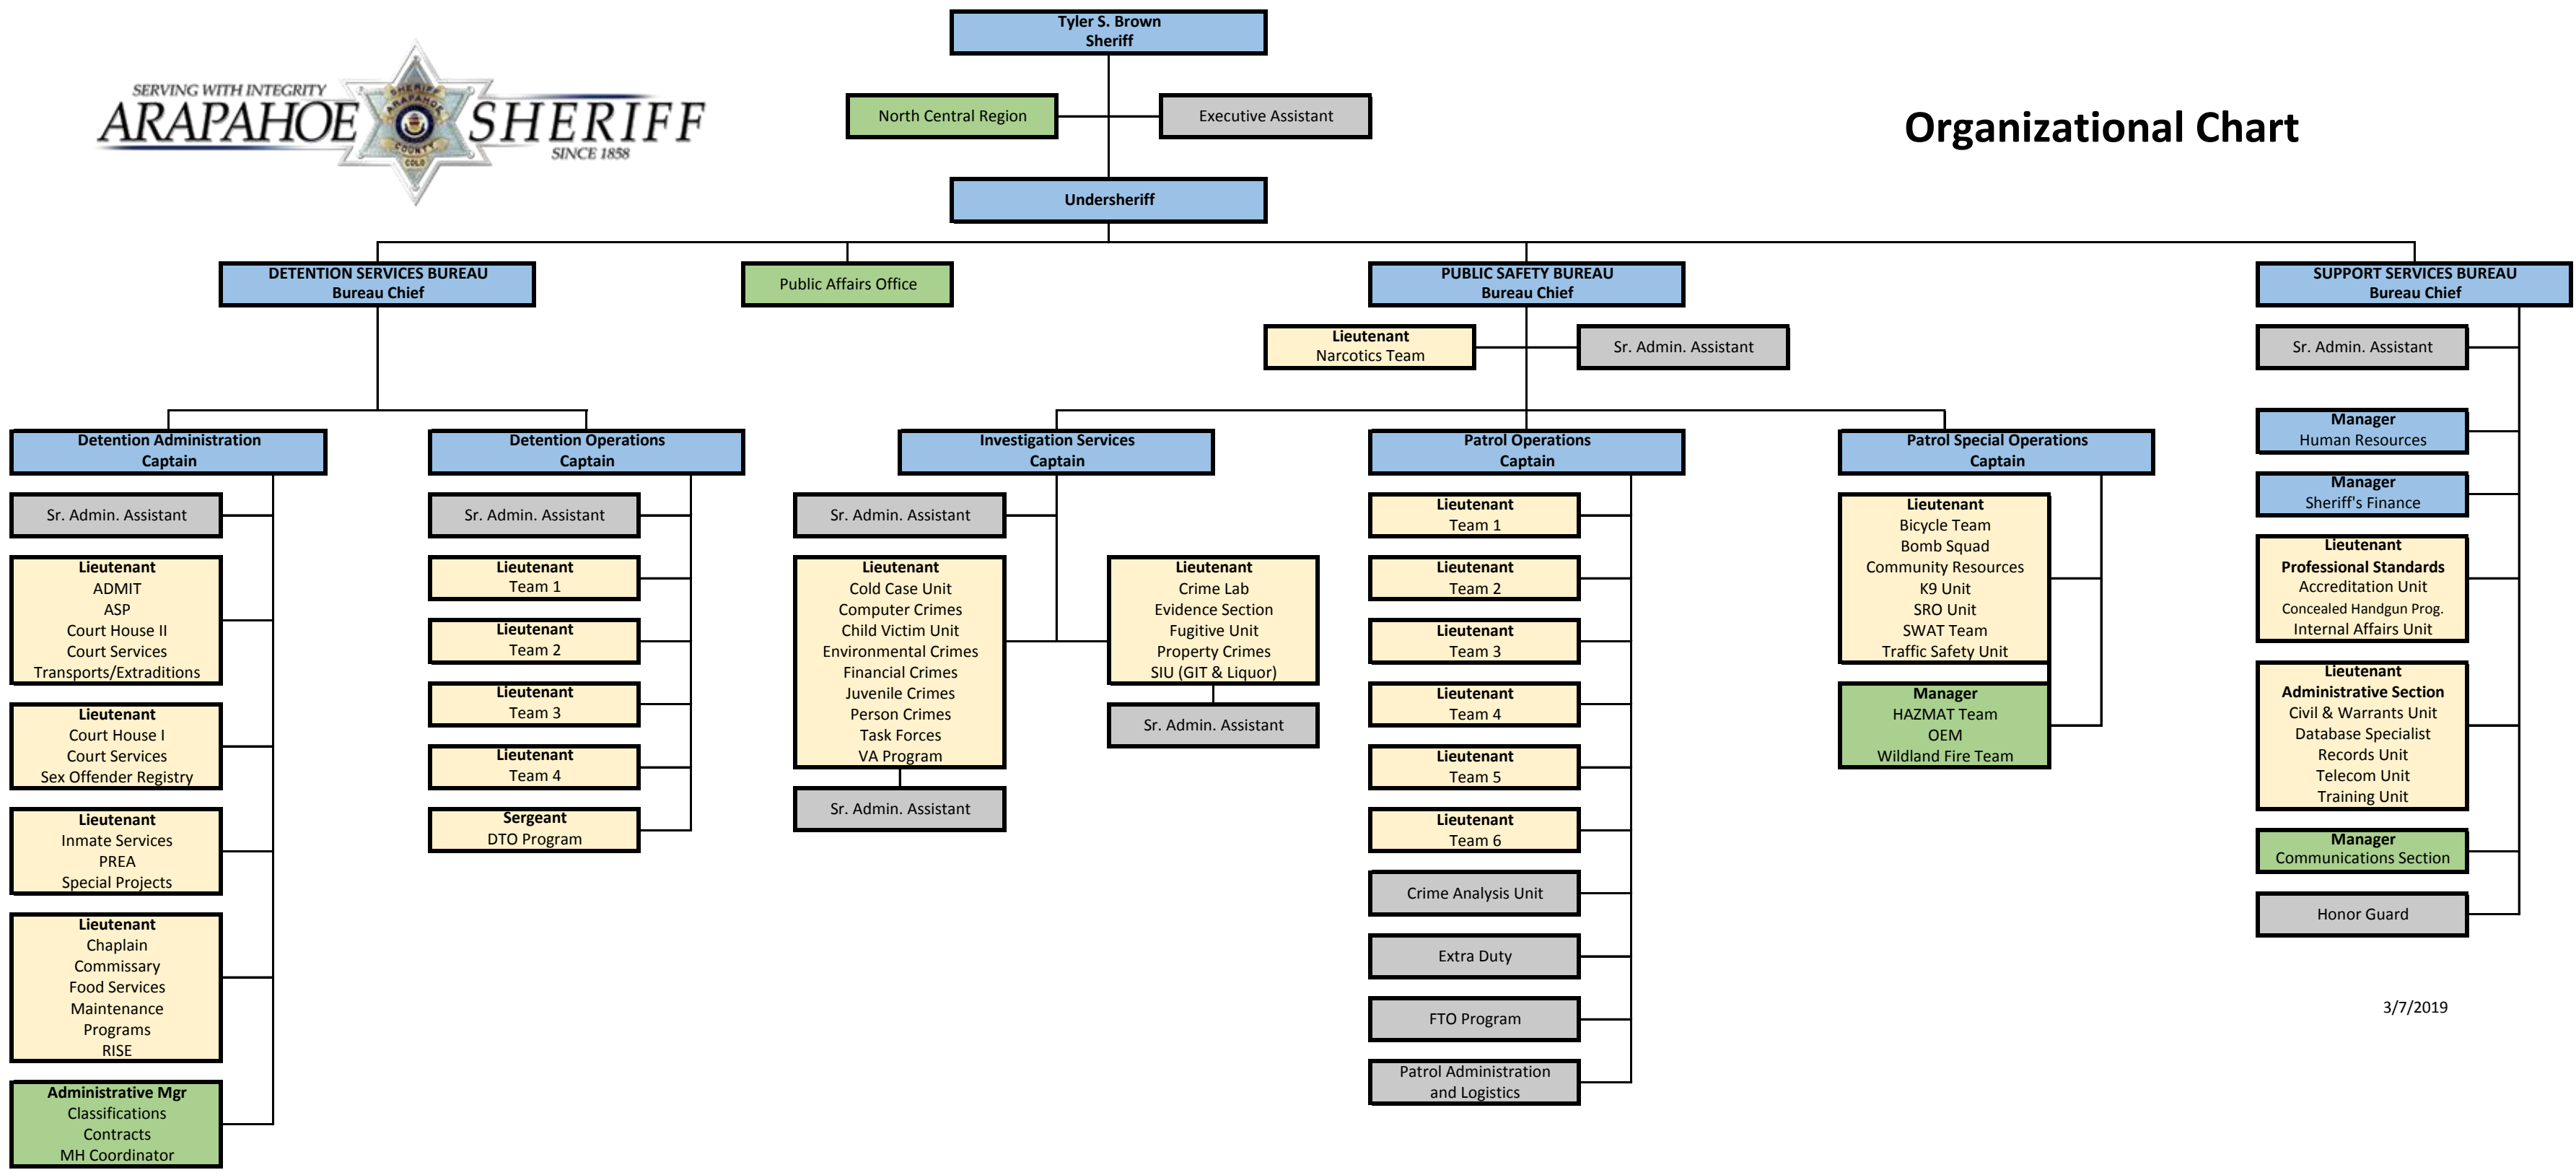 Tyler S. Brown
Sheriff
SERVING WITH INTEGRITY
ARAPAHOE SHERIFF
SINCE 1858
SHERIFF
ARAPAHOE
COUNTY
COLO
North Central Region
Executive Assistant
Organizational Chart
Undersheriff
DETENTION SERVICES BUREAU
Bureau Chief
Public Affairs Office
PUBLIC SAFETY BUREAU
Bureau Chief
SUPPORT SERVICES BUREAU
Bureau Chief
Lieutenant
Narcotics Team
Sr. Admin. Assistant
Detention Administration
Captain
Sr. Admin. Assistant
Lieutenant
ADMIT
ASP
Court House II
Court Services
Transports/Extraditions
Lieutenant
Court House I
Court Services
Sex Offender Registry
Lieutenant
Inmate Services
PREA
Special Projects
Lieutenant
Chaplain
Commissary
Food Services
Maintenance
Programs
RISE
Administrative Mgr
Classifications
Contracts
MH Coordinator
Detention Operations
Captain
Sr. Admin. Assistant
Lieutenant
Team 1
Lieutenant
Team 2
Lieutenant
Team 3
Lieutenant
Team 4
Sergeant
DTO Program
Investigation Services
Captain
Sr. Admin. Assistant
Lieutenant
Cold Case Unit
Computer Crimes
Child Victim Unit
Environmental Crimes
Financial Crimes
Juvenile Crimes
Person Crimes
Task Forces
VA Program
Sr. Admin. Assistant
Lieutenant
Crime Lab
Evidence Section
Fugitive Unit
Property Crimes
SIU (GIT & Liquor)
Sr. Admin. Assistant
Patrol Operations
Captain
Lieutenant
Team 1
Lieutenant
Team 2
Lieutenant
Team 3
Lieutenant
Team 4
Lieutenant
Team 5
Lieutenant
Team 6
Crime Analysis Unit
Extra Duty
FTO Program
Patrol Administration
and Logistics
Patrol Special Operations
Captain
Lieutenant
Bicycle Team
Bomb Squad
Community Resources
K9 Unit
SRO Unit
SWAT Team
Traffic Safety Unit
Manager
HAZMAT Team
OEM
Wildland Fire Team
Sr. Admin. Assistant
Manager
Human Resources
Manager
Sheriff's Finance
Lieutenant
Professional Standards
Accreditation Unit
Concealed Handgun Prog.
Internal Affairs Unit
Lieutenant
Administrative Section
Civil & Warrants Unit
Database Specialist
Records Unit
Telecom Unit
Training Unit
Manager
Communications Section
Honor Guard
3/7/2019